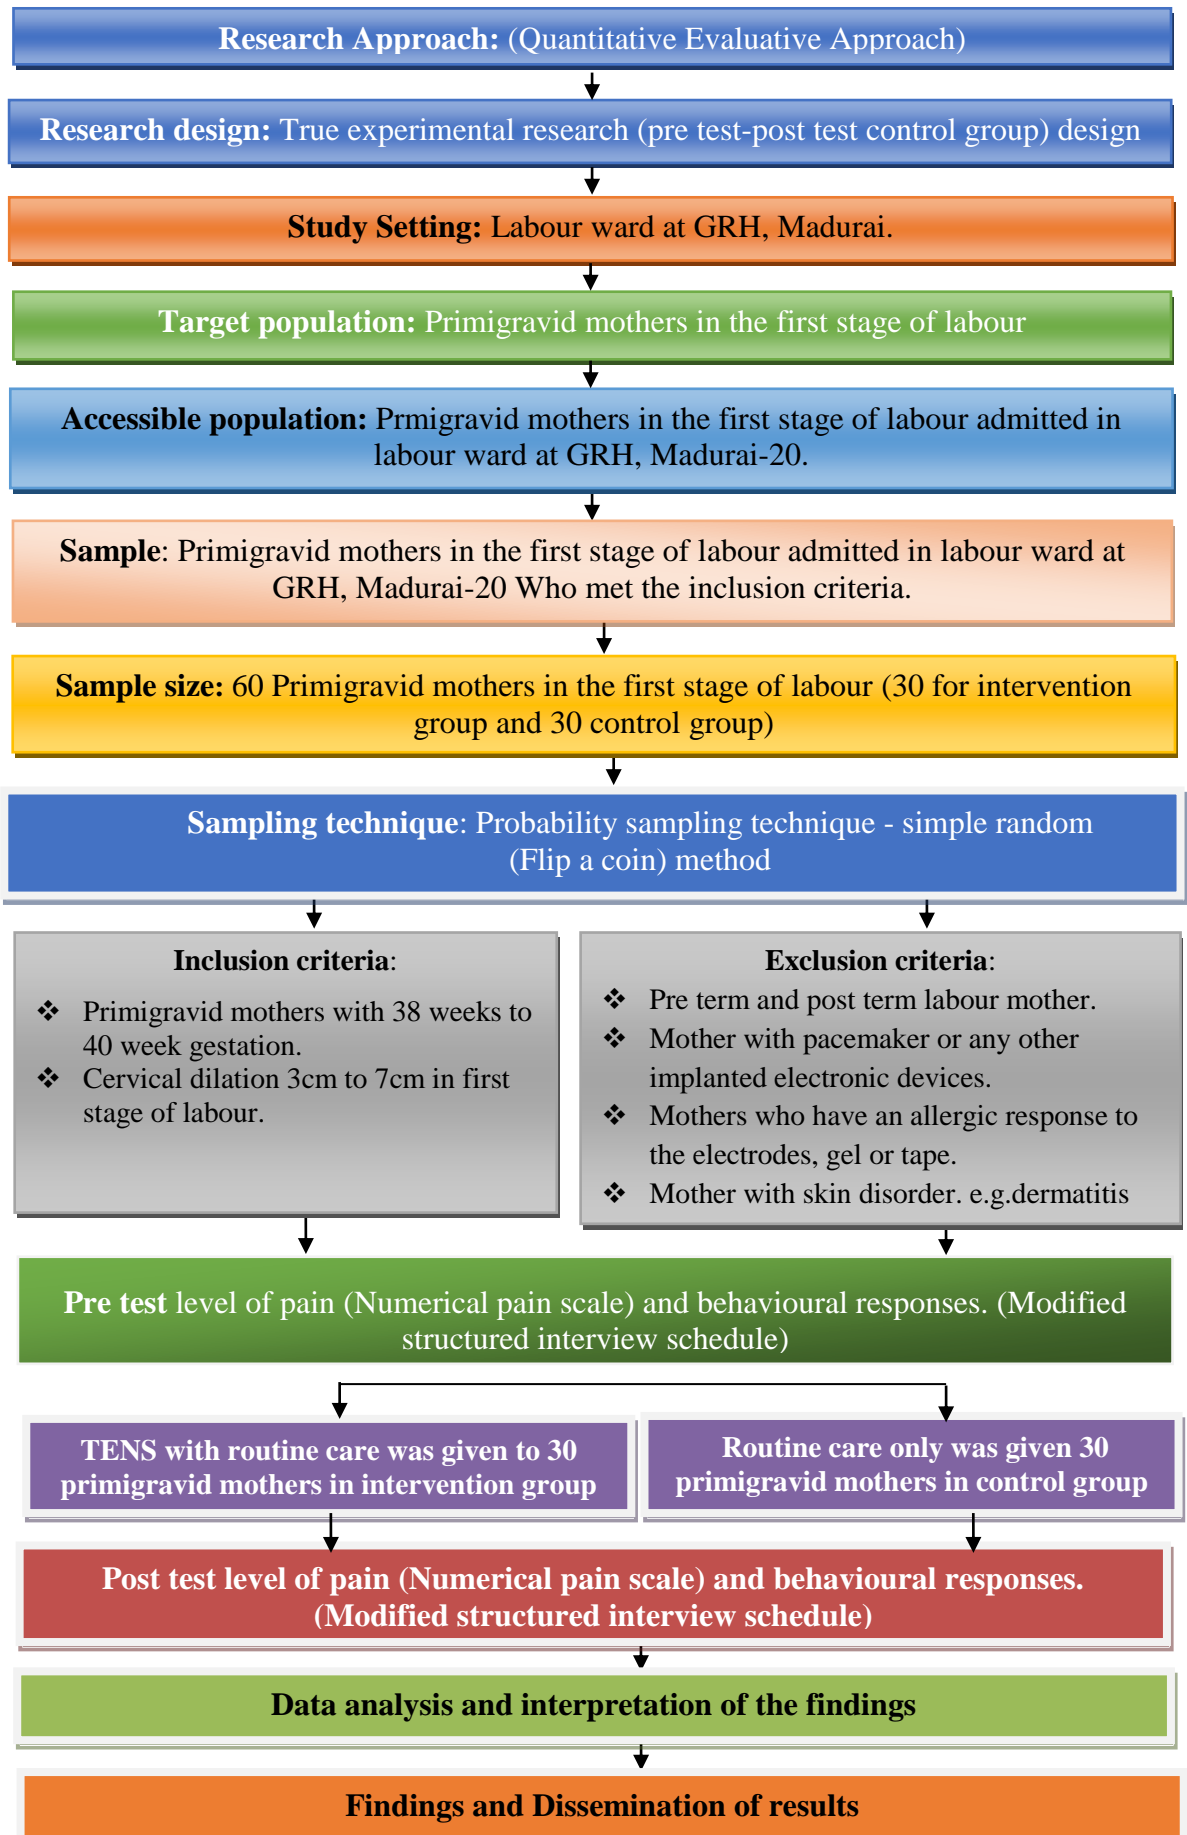 Research Approach: (Quantitative Evaluative Approach)
Research design: True experimental research (pre test-post test control group) design
Study Setting: Labour ward at GRH, Madurai.
Target population: Primigravid mothers in the first stage of labour
Accessible population: Prmigravid mothers in the first stage of labour admitted in
labour ward at GRH, Madurai-20.
Sample: Primigravid mothers in the first stage of labour admitted in labour ward at
GRH, Madurai-20 Who met the inclusion criteria.
Sample size: 60 Primigravid mothers in the first stage of labour (30 for intervention
group and 30 control group)
Sampling technique: Probability sampling technique - simple random
(Flip a coin) method
Inclusion criteria:
❖ Primigravid mothers with 38 weeks to
40 week gestation.
❖ Cervical dilation 3cm to 7cm in first
stage of labour.
Exclusion criteria:
❖ Pre term and post term labour mother.
❖ Mother with pacemaker or any other
implanted electronic devices.
❖ Mothers who have an allergic response to
the electrodes, gel or tape.
❖ Mother with skin disorder. e.g.dermatitis
Pre test level of pain (Numerical pain scale) and behavioural responses. (Modified
structured interview schedule)
TENS with routine care was given to 30
primigravid mothers in intervention group
Routine care only was given 30
primigravid mothers in control group
Post test level of pain (Numerical pain scale) and behavioural responses.
(Modified structured interview schedule)
Data analysis and interpretation of the findings
Findings and Dissemination of results